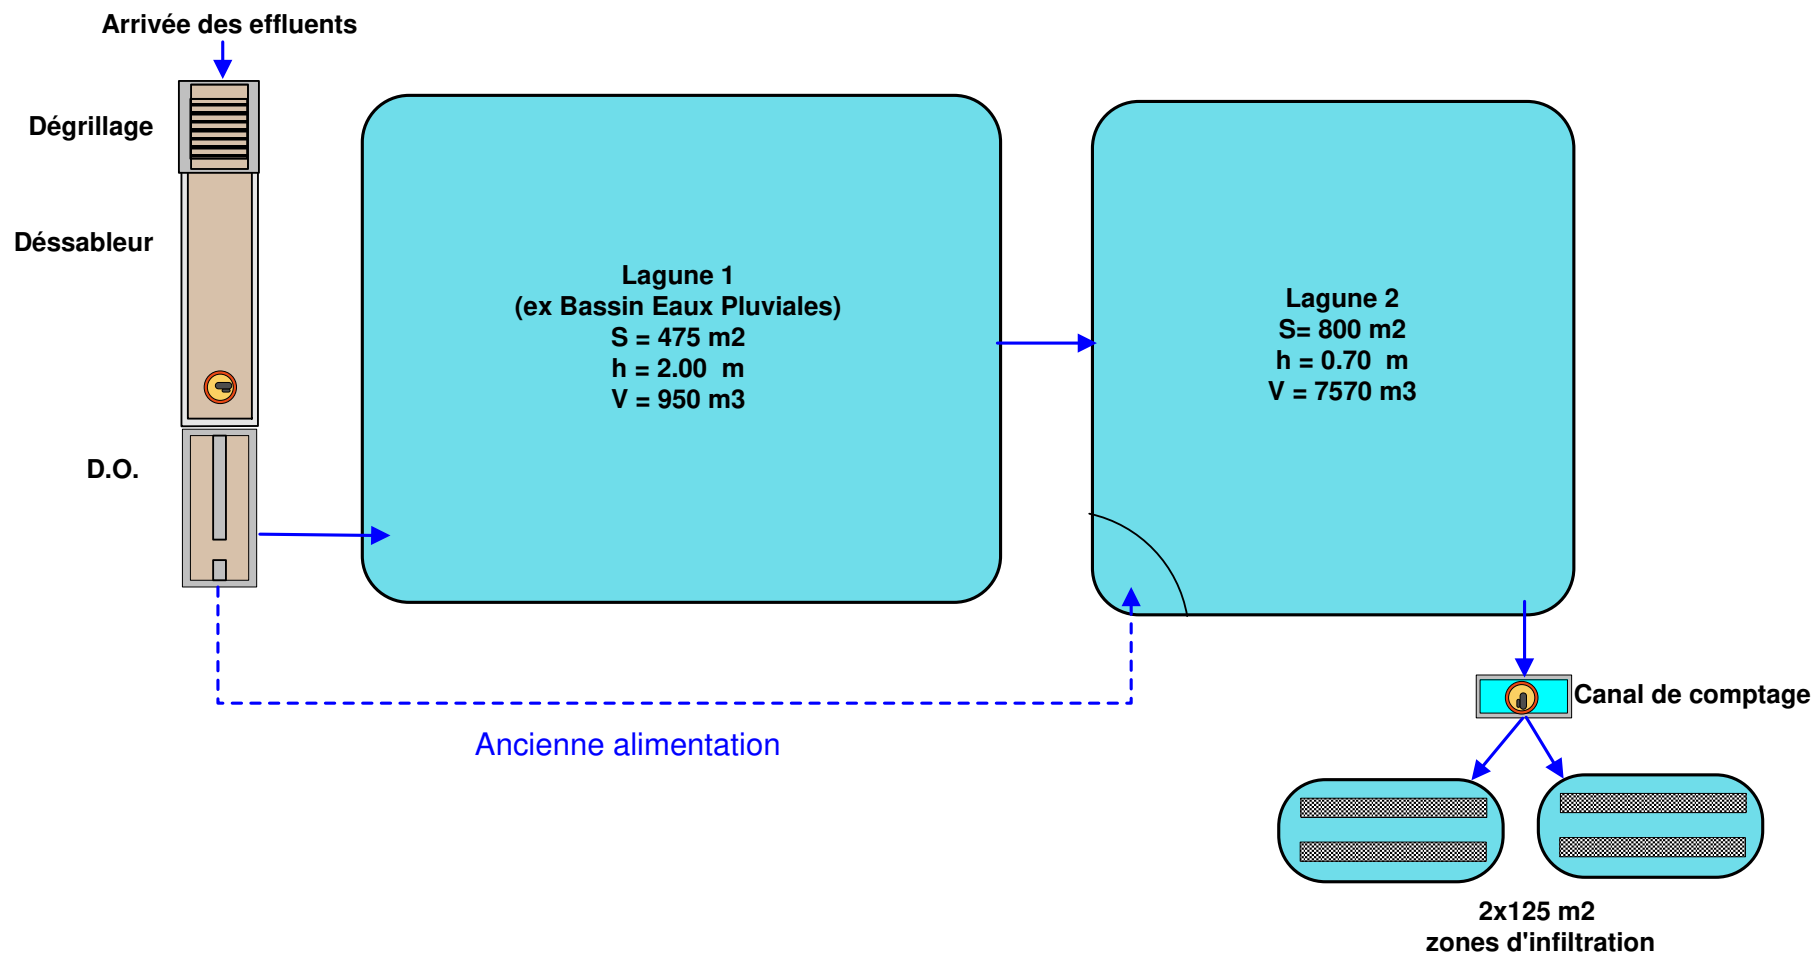 Arrivée des effluents
Dégrillage
Déssableur
D.O.
Lagune 1
(ex Bassin Eaux Pluviales)
S = 475 m2
h = 2.00 m
V = 950 m3
Lagune 2
S= 800 m2
h = 0.70 m
V = 7570 m3
Ancienne alimentation
Canal de comptage
2x125 m2
zones d'infiltration